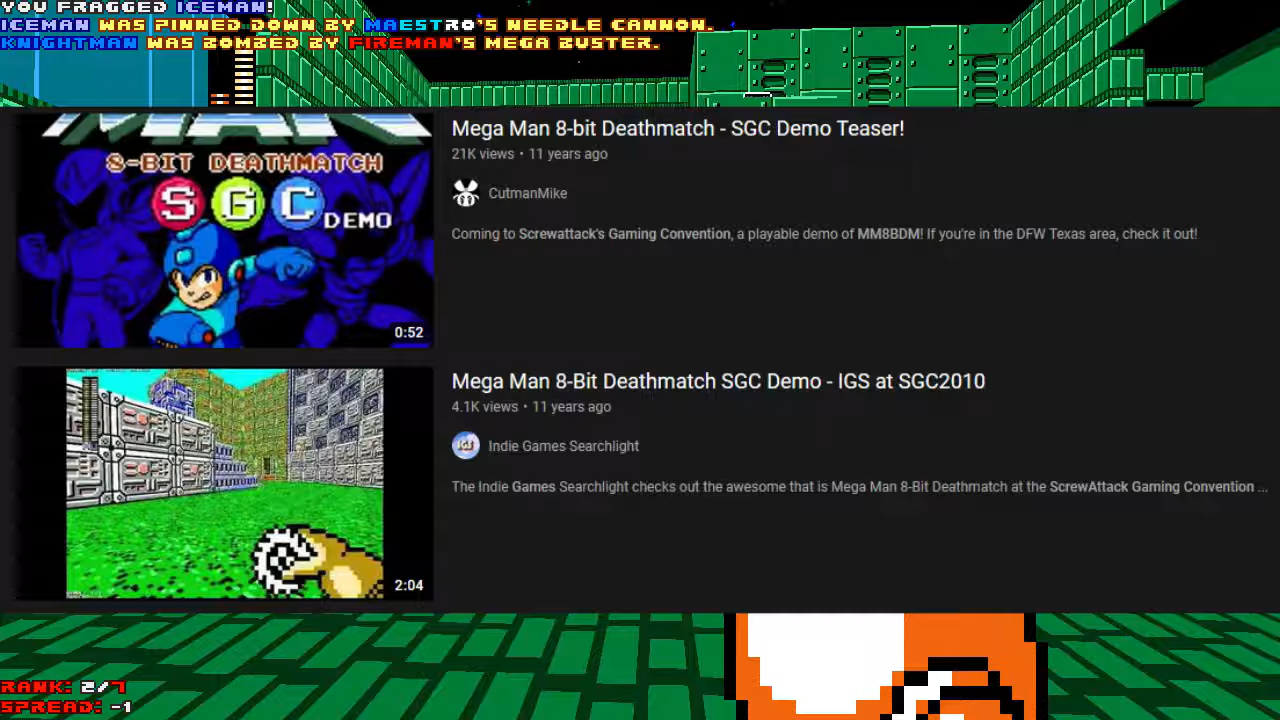 YOU FRAGGED ICEMAN!
ICEMAN WAS PINNED DOWN BY MAESTRO'S NEEDLE CANNON.
KNIGHTMAN WAS BOMBED BY FIREMAN'S MEGA BUSTER.
8-BIT DEATHMATCH
SGC DEMO
0:52
Mega Man 8-bit Deathmatch - SGC Demo Teaser!
21K views • 11 years ago
CutmanMike
Coming to Screwattack's Gaming Convention, a playable demo of MM8BDM! If you're in the DFW Texas area, check it out!
2:04
Mega Man 8-Bit Deathmatch SGC Demo - IGS at SGC2010
4.1K views • 11 years ago
IGS
Indie Games Searchlight
The Indie Games Searchlight checks out the awesome that is Mega Man 8-Bit Deathmatch at the ScrewAttack Gaming Convention ...
RANK: 2/7
SPREAD: -1